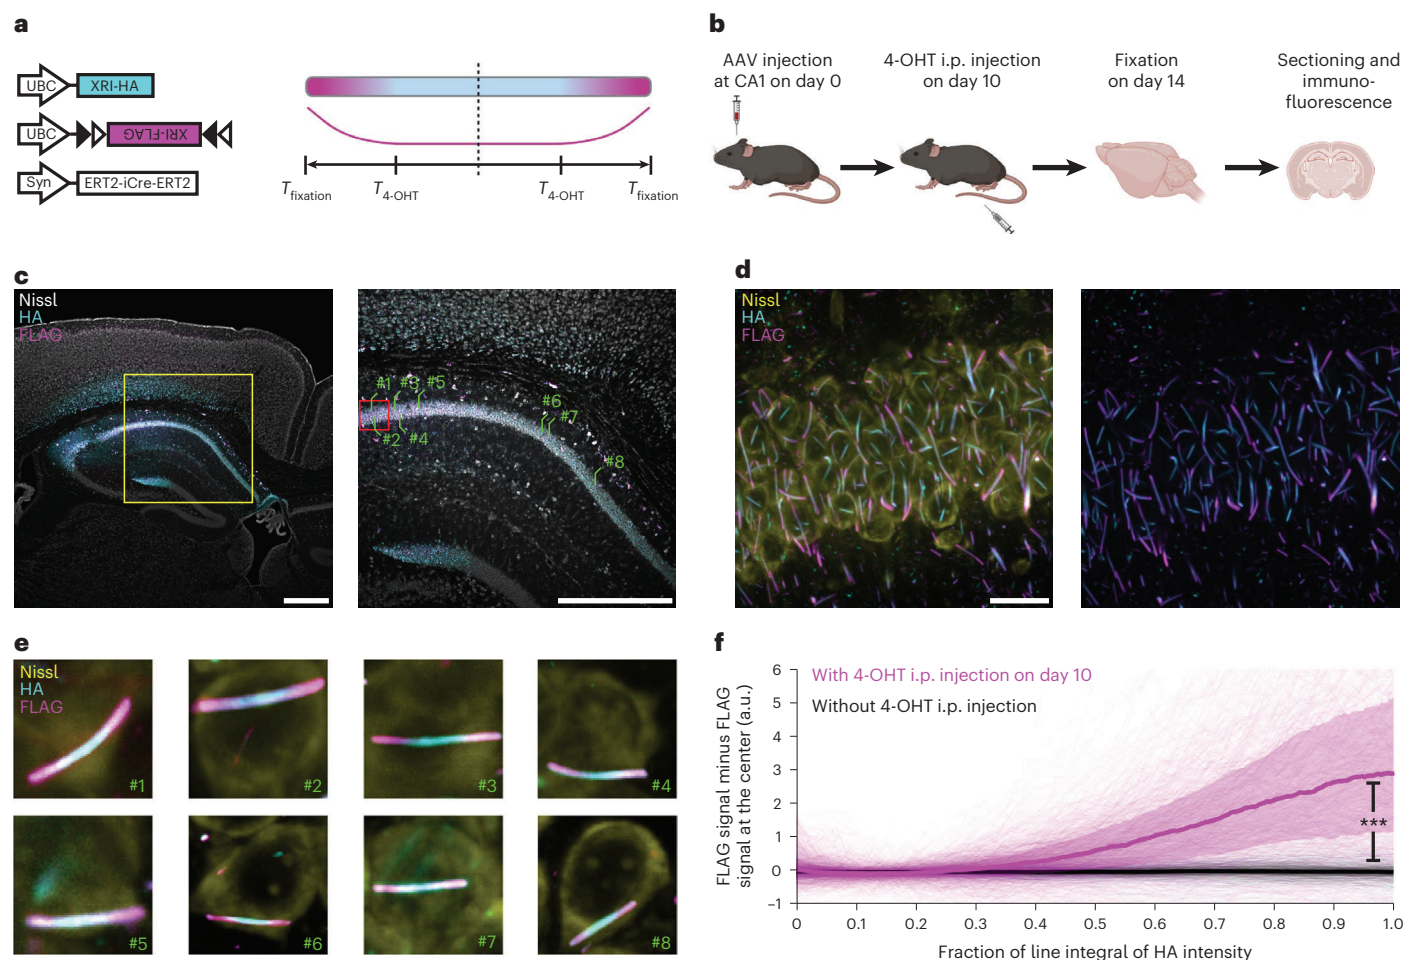 a
UBC
XRI-HA
UBC
XRI-FLAG
Syn
ERT2-iCre-ERT2
Tfixation
T4-OHT
T4-OHT
Tfixation
b
AAV injection
at CA1 on day 0
4-OHT i.p. injection
on day 10
Fixation
on day 14
Sectioning and
immuno-
fluorescence
c
Nissl
HA
FLAG
#1
#3
#5
#2
#4
#6
#7
#8
d
Nissl
HA
FLAG
e
Nissl
HA
FLAG
#1
#2
#3
#4
#5
#6
#7
#8
f
With 4-OHT i.p. injection on day 10
Without 4-OHT i.p. injection
FLAG signal minus FLAG
signal at the center (a.u.)
6
5
4
3
2
1
0
–1
***
0
0.1
0.2
0.3
0.4
0.5
0.6
0.7
0.8
0.9
1.0
Fraction of line integral of HA intensity